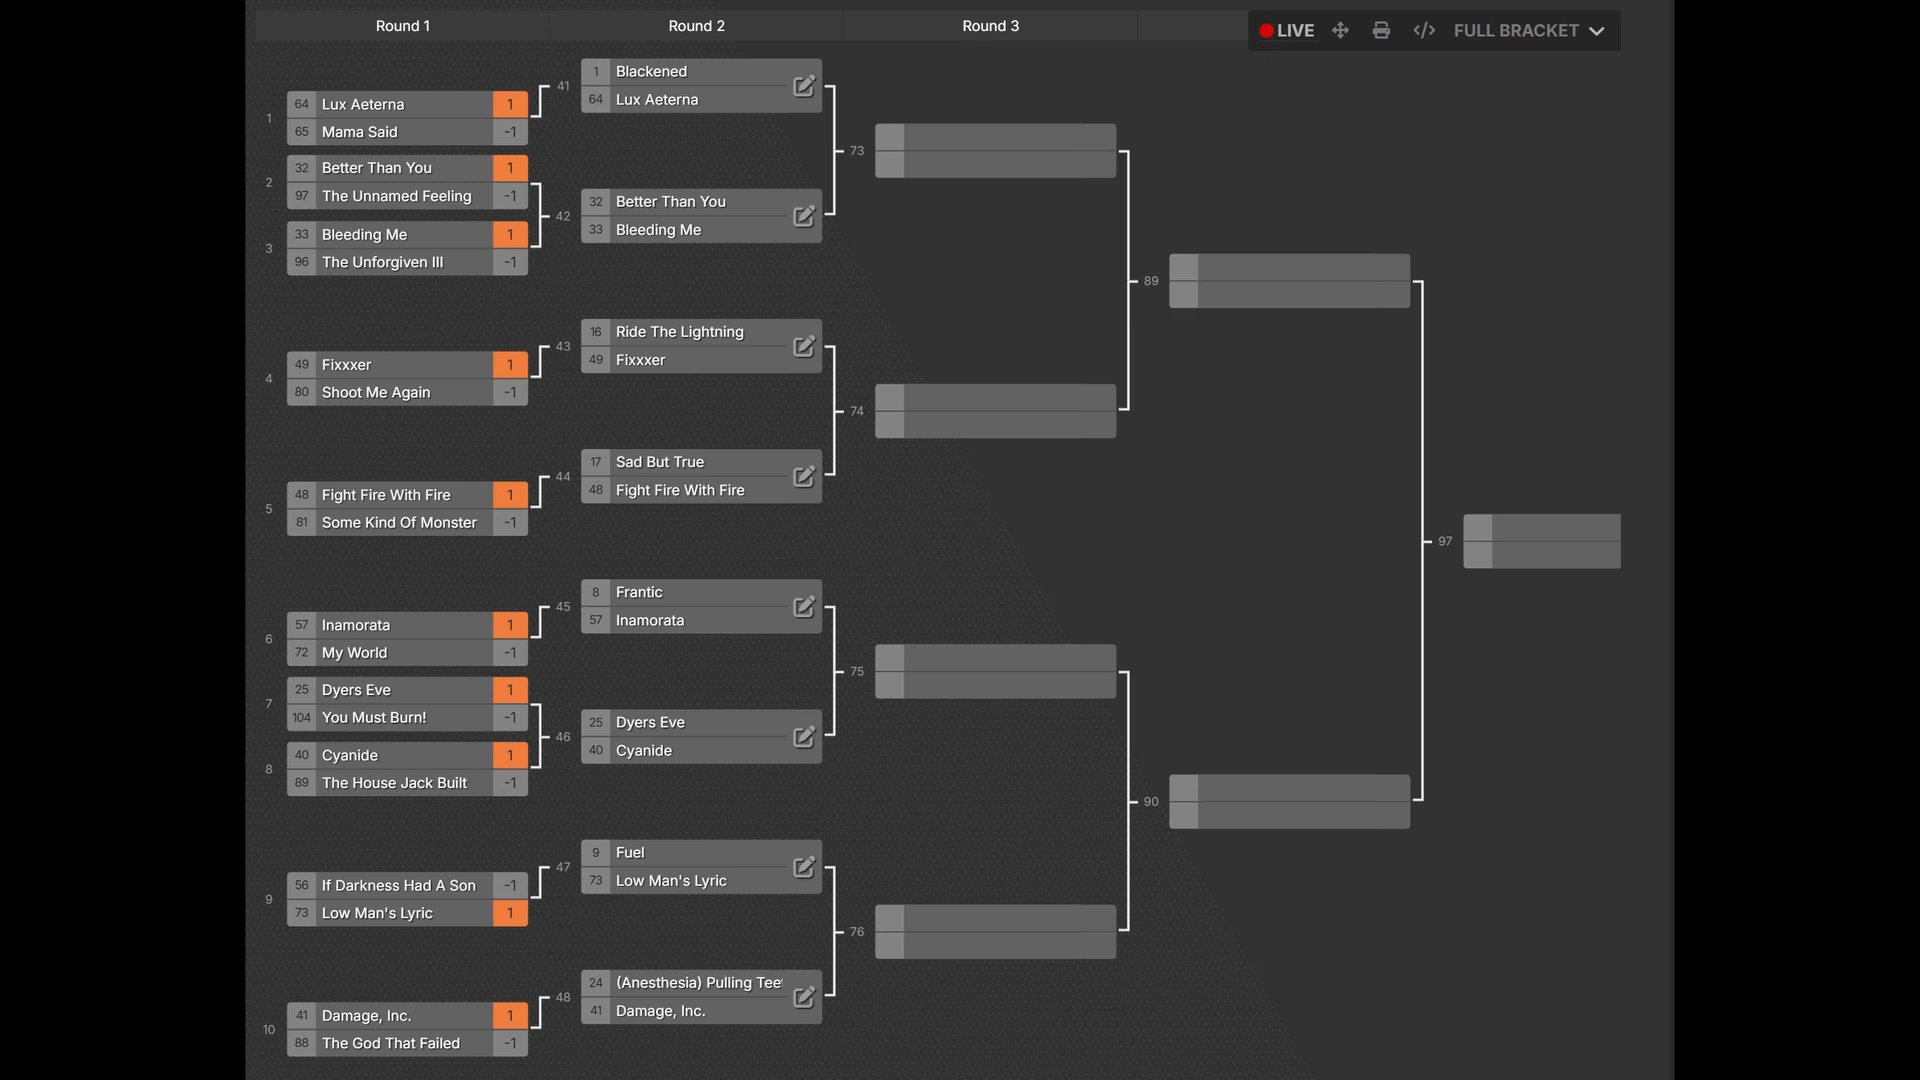 Round 1
Round 2
Round 3
LIVE
</>
FULL BRACKET
1
64 Lux Aeterna 1
65 Mama Said -1
2
32 Better Than You 1
97 The Unnamed Feeling -1
3
33 Bleeding Me 1
96 The Unforgiven III -1
4
49 Fixxxer 1
80 Shoot Me Again -1
5
48 Fight Fire With Fire 1
81 Some Kind Of Monster -1
6
57 Inamorata 1
72 My World -1
7
25 Dyers Eve 1
104 You Must Burn! -1
8
40 Cyanide 1
89 The House Jack Built -1
9
56 If Darkness Had A Son -1
73 Low Man's Lyric 1
10
41 Damage, Inc. 1
88 The God That Failed -1
41
1 Blackened
64 Lux Aeterna
42
32 Better Than You
33 Bleeding Me
43
16 Ride The Lightning
49 Fixxxer
44
17 Sad But True
48 Fight Fire With Fire
45
8 Frantic
57 Inamorata
46
25 Dyers Eve
40 Cyanide
47
9 Fuel
73 Low Man's Lyric
48
24 (Anesthesia) Pulling Tee
41 Damage, Inc.
73
74
75
76
89
90
97